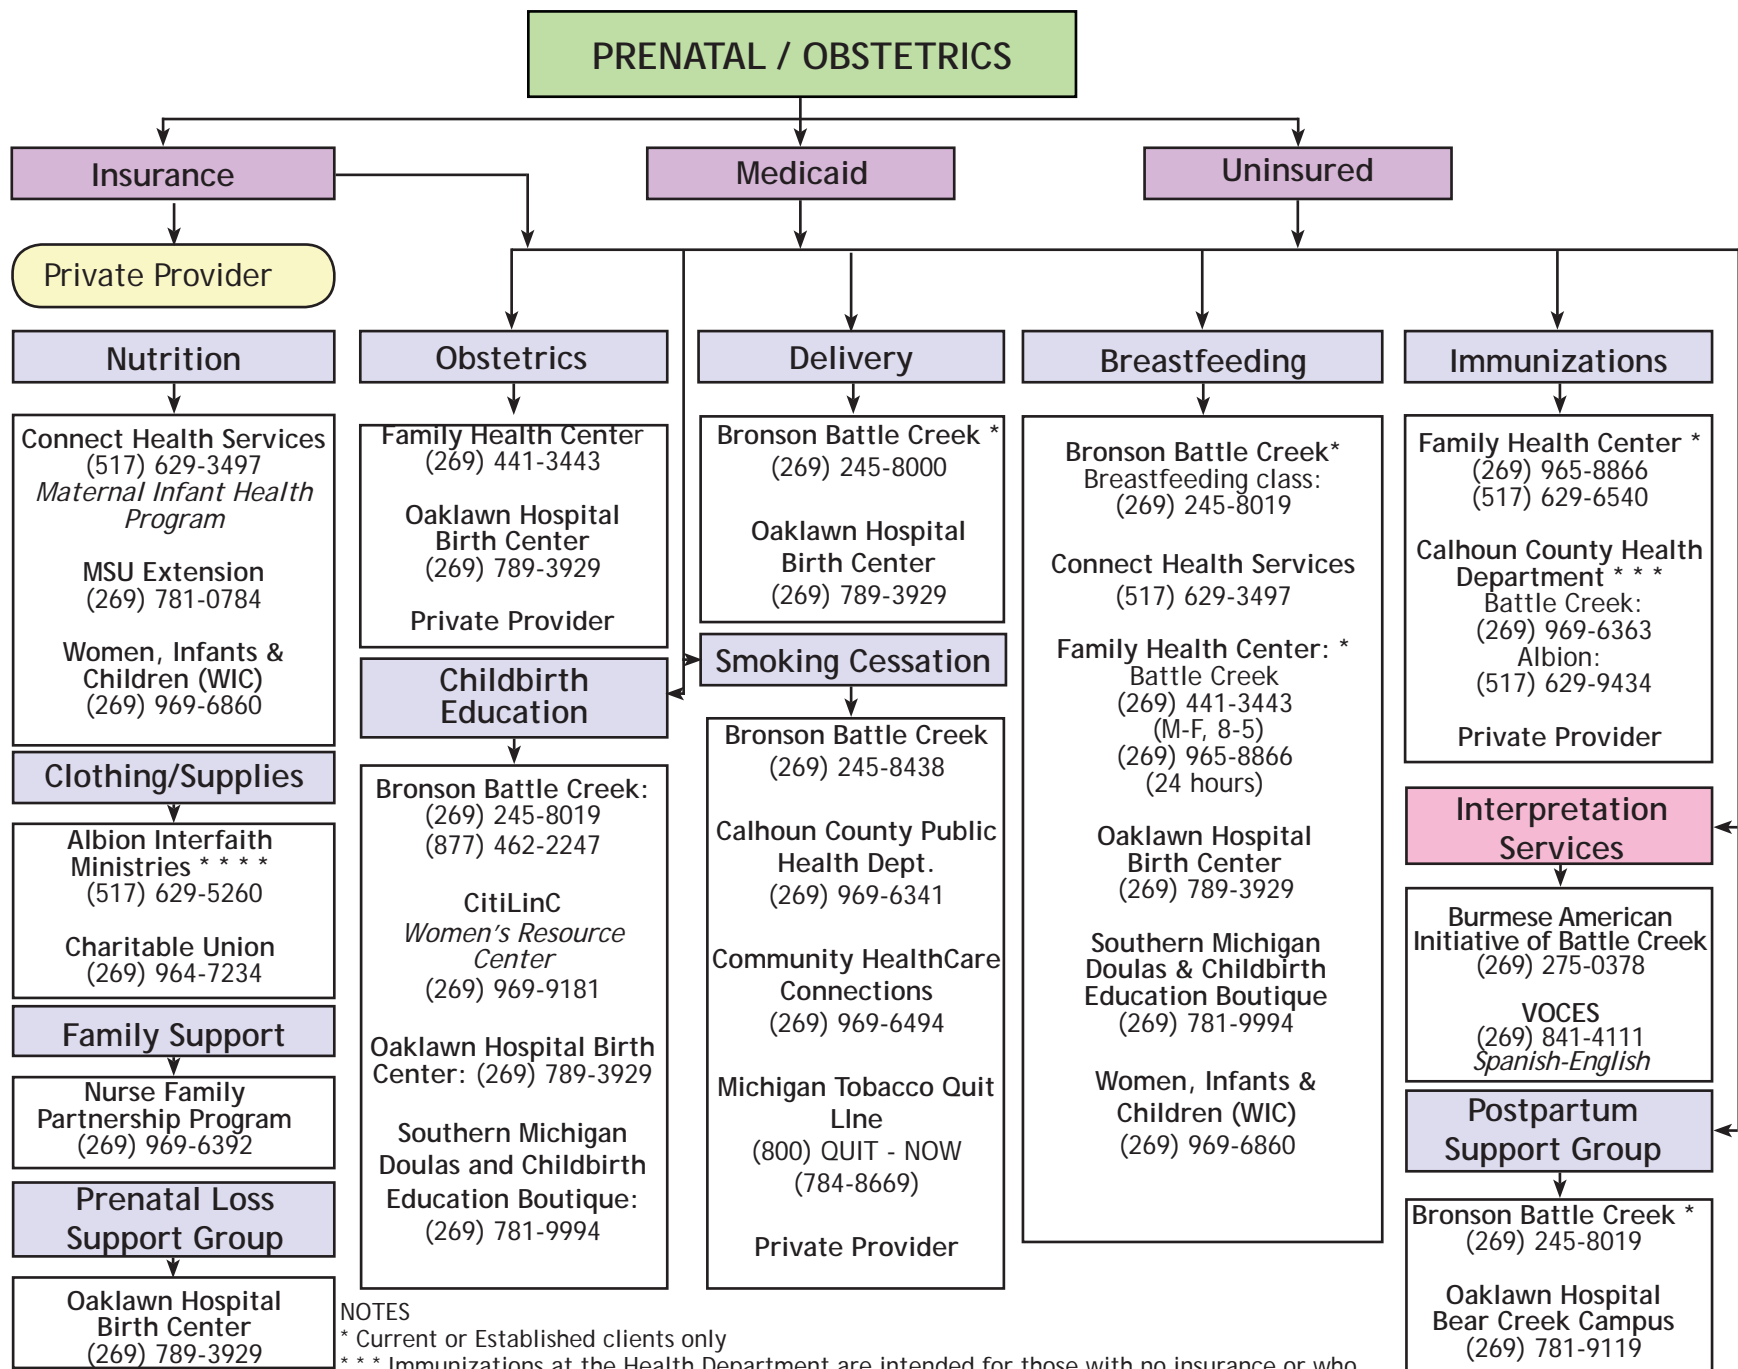 PRENATAL / OBSTETRICS
Insurance
Medicaid
Uninsured
Private Provider
Nutrition
Connect Health Services
(517) 629-3497
Maternal Infant Health
Program
MSU Extension
(269) 781-0784
Women, Infants &
Children (WIC)
(269) 969-6860
Clothing/Supplies
Albion Interfaith
Ministries * * * *
(517) 629-5260
Charitable Union
(269) 964-7234
Family Support
Nurse Family
Partnership Program
(269) 969-6392
Prenatal Loss
Support Group
Oaklawn Hospital
Birth Center
(269) 789-3929
Obstetrics
Family Health Center
(269) 441-3443
Oaklawn Hospital
Birth Center
(269) 789-3929
Private Provider
Childbirth
Education
Bronson Battle Creek:
(269) 245-8019
(877) 462-2247
CitiLinC
Women's Resource
Center
(269) 969-9181
Oaklawn Hospital Birth
Center: (269) 789-3929
Southern Michigan
Doulas and Childbirth
Education Boutique:
(269) 781-9994
Delivery
Bronson Battle Creek *
(269) 245-8000
Oaklawn Hospital
Birth Center
(269) 789-3929
Smoking Cessation
Bronson Battle Creek
(269) 245-8438
Calhoun County Public
Health Dept.
(269) 969-6341
Community HealthCare
Connections
(269) 969-6494
Michigan Tobacco Quit
LIne
(800) QUIT - NOW
(784-8669)
Private Provider
Breastfeeding
Bronson Battle Creek*
Breastfeeding class:
(269) 245-8019
Connect Health Services
(517) 629-3497
Family Health Center: *
Battle Creek
(269) 441-3443
(M-F, 8-5)
(269) 965-8866
(24 hours)
Oaklawn Hospital
Birth Center
(269) 789-3929
Southern Michigan
Doulas & Childbirth
Education Boutique
(269) 781-9994
Women, Infants &
Children (WIC)
(269) 969-6860
Immunizations
Family Health Center *
(269) 965-8866
(517) 629-6540
Calhoun County Health
Department * * *
Battle Creek:
(269) 969-6363
Albion:
(517) 629-9434
Private Provider
Interpretation
Services
Burmese American
Initiative of Battle Creek
(269) 275-0378
VOCES
(269) 841-4111
Spanish-English
Postpartum
Support Group
Bronson Battle Creek *
(269) 245-8019
Oaklawn Hospital
Bear Creek Campus
(269) 781-9119
NOTES
* Current or Established clients only
* * * Immunizations at the Health Department are intended for those with no insurance or who